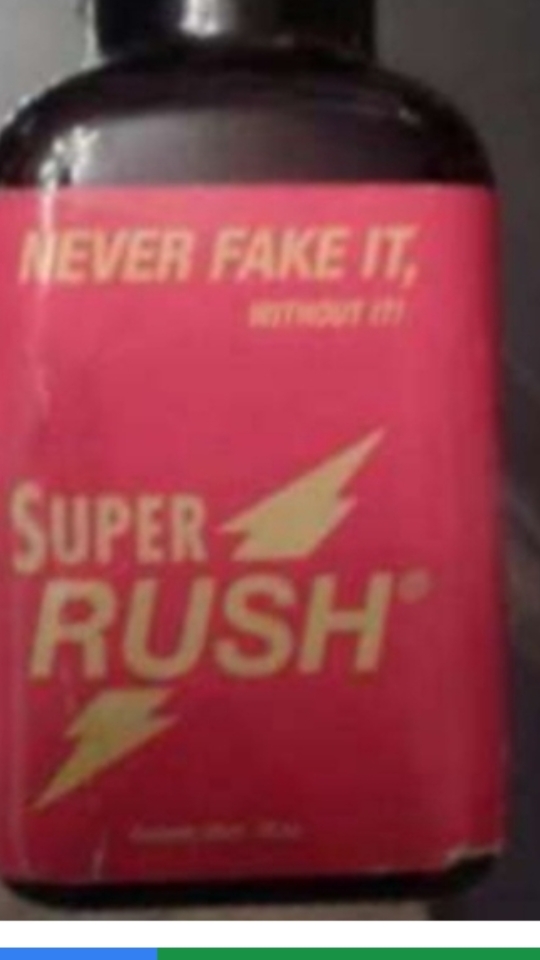 NEVER FAKE IT,
WITHOUT IT!
SUPER
RUSH®